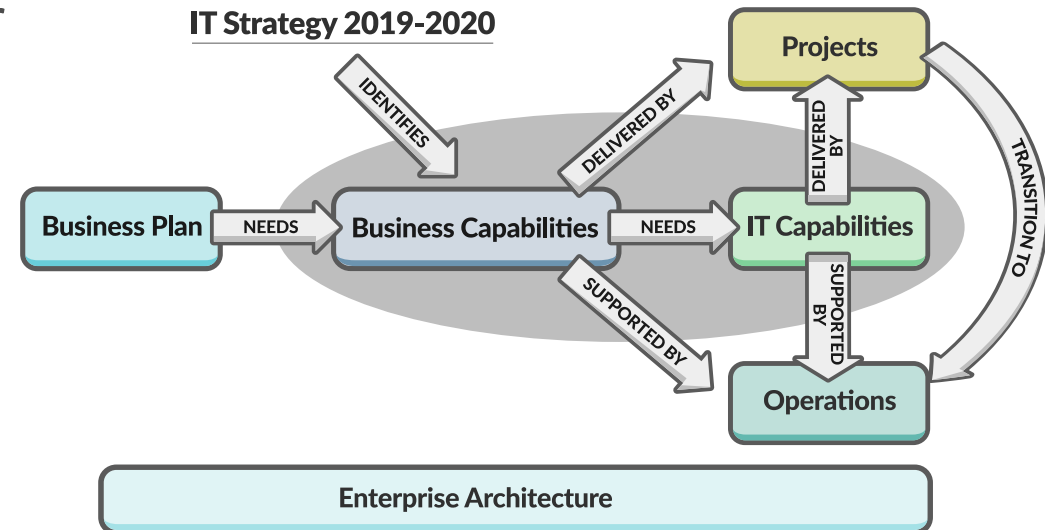 IT Strategy 2019-2020
Projects
IDENTIFIES
DELIVERED BY
DELIVERED
BY
TRANSITION TO
Business Plan
NEEDS
Business Capabilities
NEEDS
IT Capabilities
SUPPORTED BY
SUPPORTED
BY
Operations
Enterprise Architecture